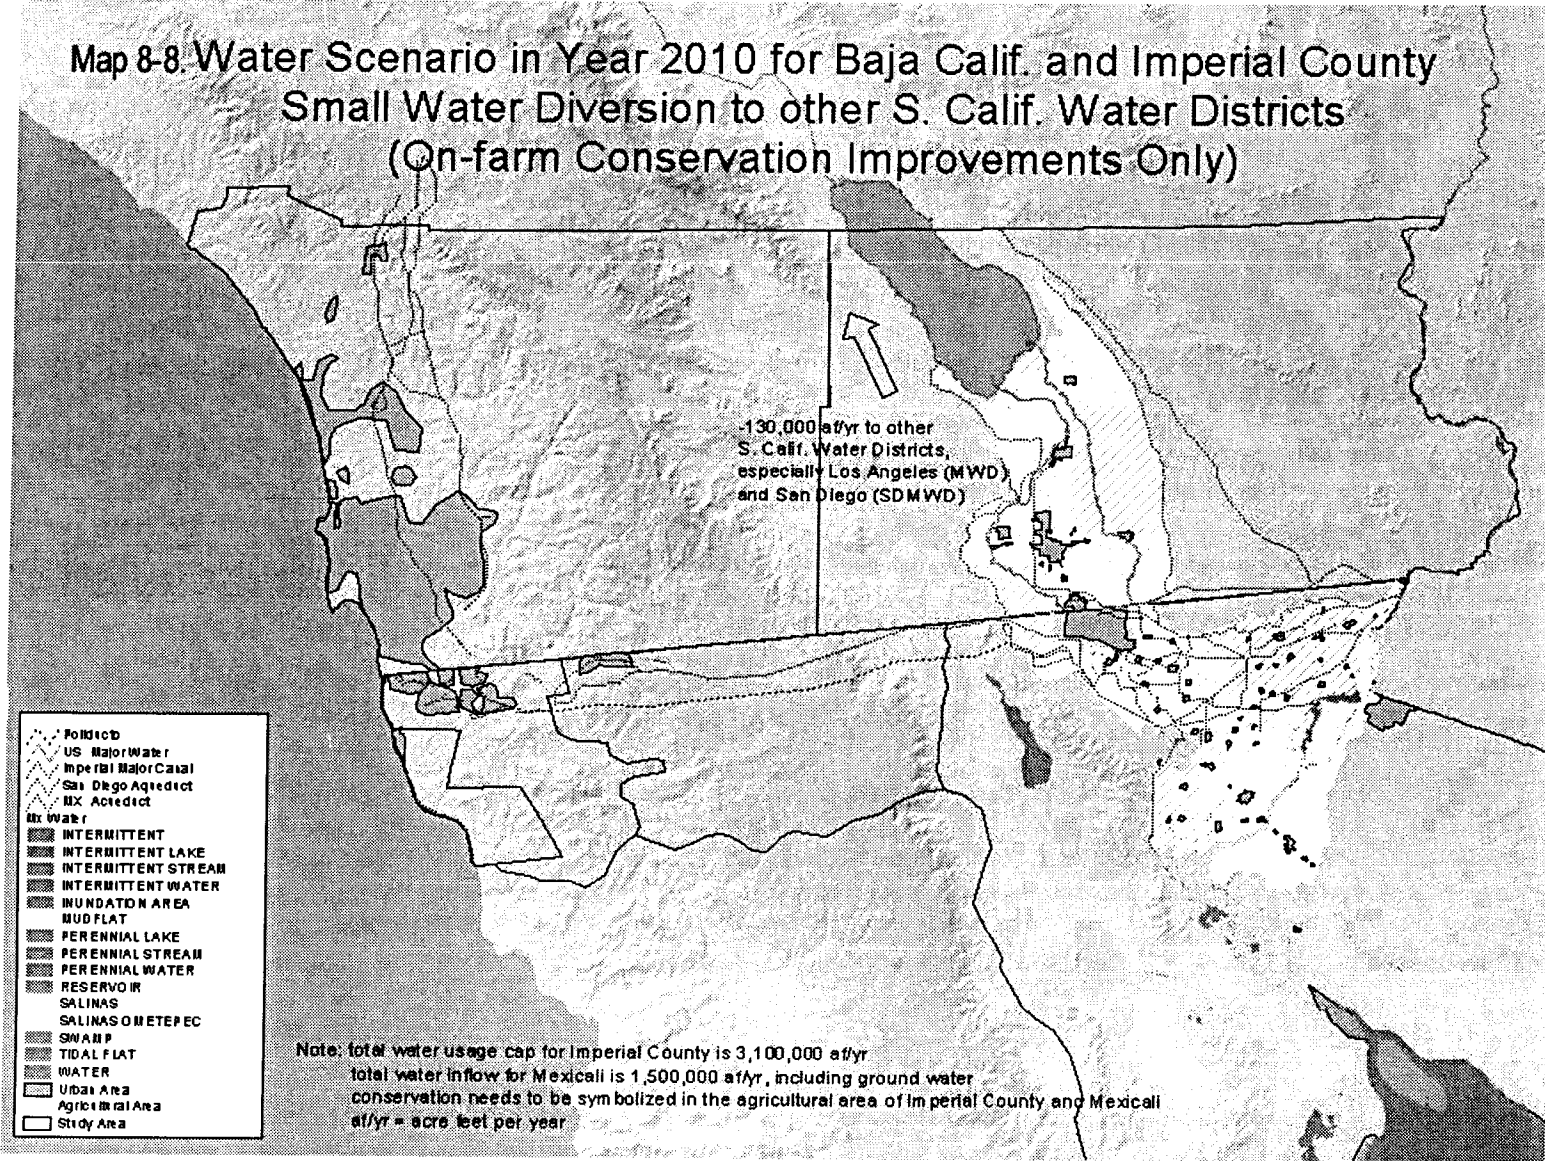 Map 8-8. Water Scenario in Year 2010 for Baja Calif. and Imperial County
Small Water Diversion to other S. Calif. Water Districts
(On-farm Conservation Improvements Only)
-130,000 af/yr to other
S. Calif. Water Districts,
especially Los Angeles (MWD)
and San Diego (SDMWD)
US Major Water
Imperial Major Canal
San Diego Aqueduct
MX Acueduct
Mx Water
INTERMITTENT
INTERMITTENT LAKE
INTERMITTENT STREAM
INTERMITTENT WATER
INUNDATION AREA
MUD FLAT
PERENNIAL LAKE
PERENNIAL STREAM
PERENNIAL WATER
RESERVOIR
SALINAS
SALINAS OMETEPEC
SWAMP
TIDAL FLAT
WATER
Urban Area
Agricultural Area
Study Area
Note: total water usage cap for Imperial County is 3,100,000 af/yr
total water inflow for Mexicali is 1,500,000 af/yr, including ground water
conservation needs to be symbolized in the agricultural area of Imperial County and Mexicali
af/yr = acre feet per year